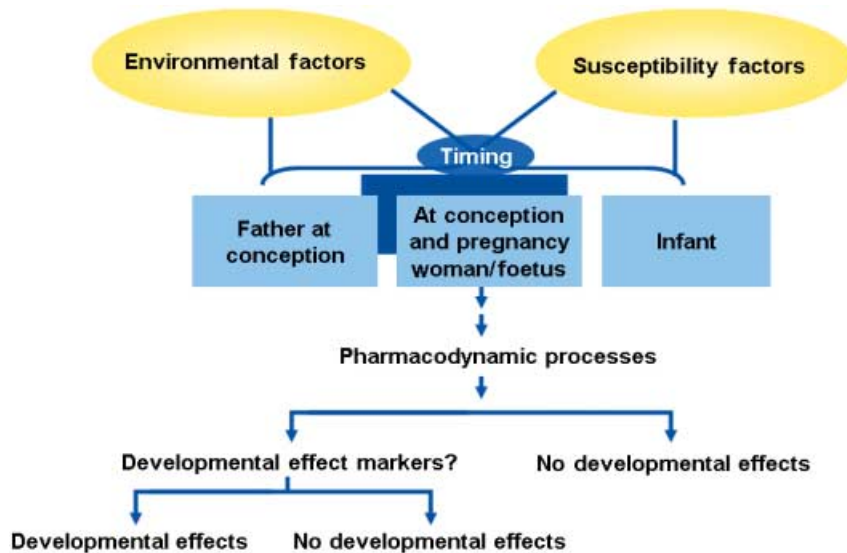 Environmental factors
Susceptibility factors
Timing
Father at
conception
At conception
and pregnancy
woman/foetus
Infant
Pharmacodynamic processes
Developmental effect markers?
No developmental effects
Developmental effects
No developmental effects